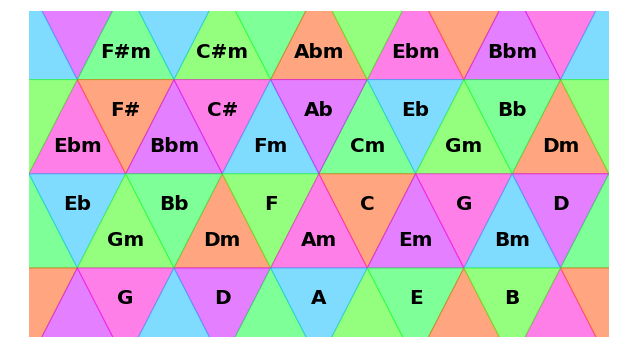 F#m C#m Abm Ebm Bbm
F# C# Ab Eb Bb
Ebm Bbm Fm Cm Gm Dm
Eb Bb F C G D
Gm Dm Am Em Bm
G D A E B